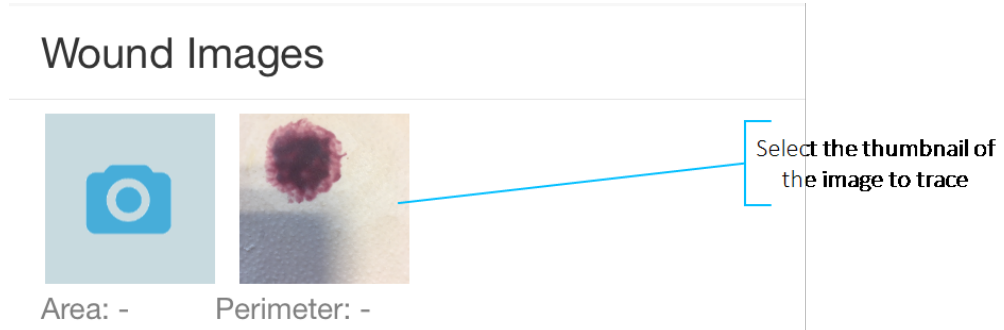 Wound Images
Select the thumbnail of
the image to trace
Area: -
Perimeter: -